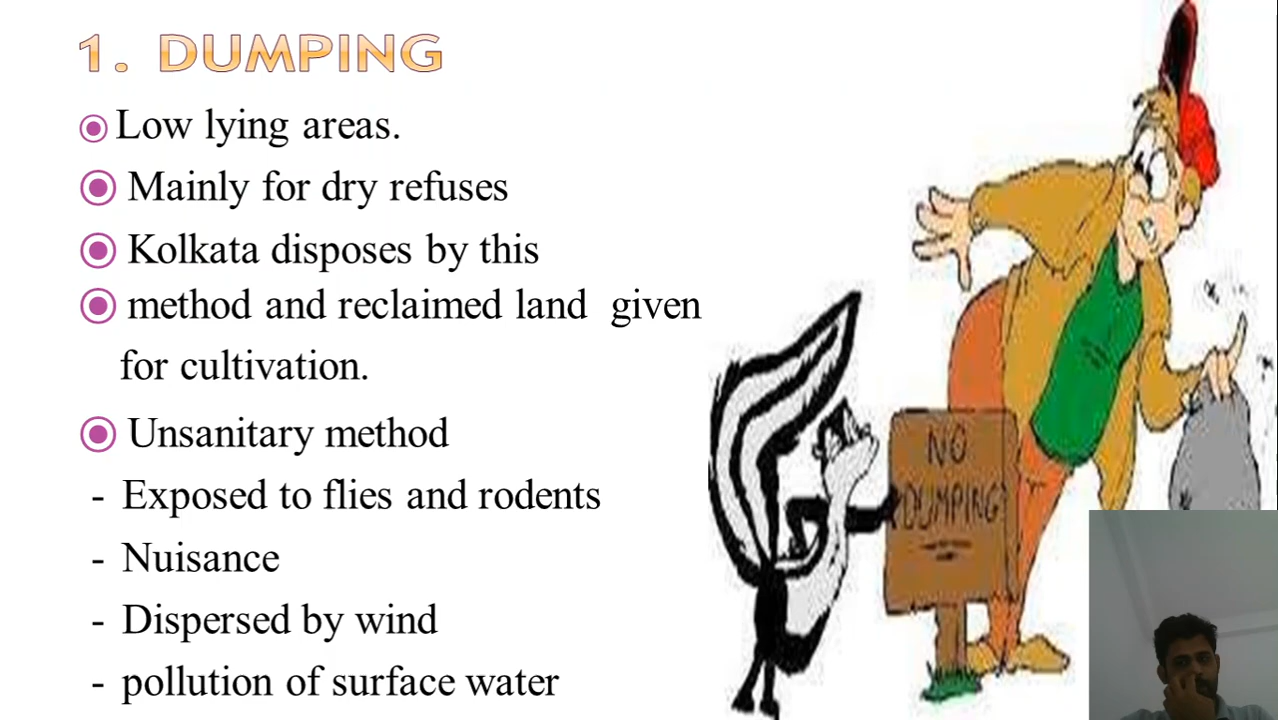 1. DUMPING
Low lying areas.
Mainly for dry refuses
Kolkata disposes by this
method and reclaimed land given
for cultivation.
Unsanitary method
- Exposed to flies and rodents
- Nuisance
- Dispersed by wind
- pollution of surface water
NO
DUMPING